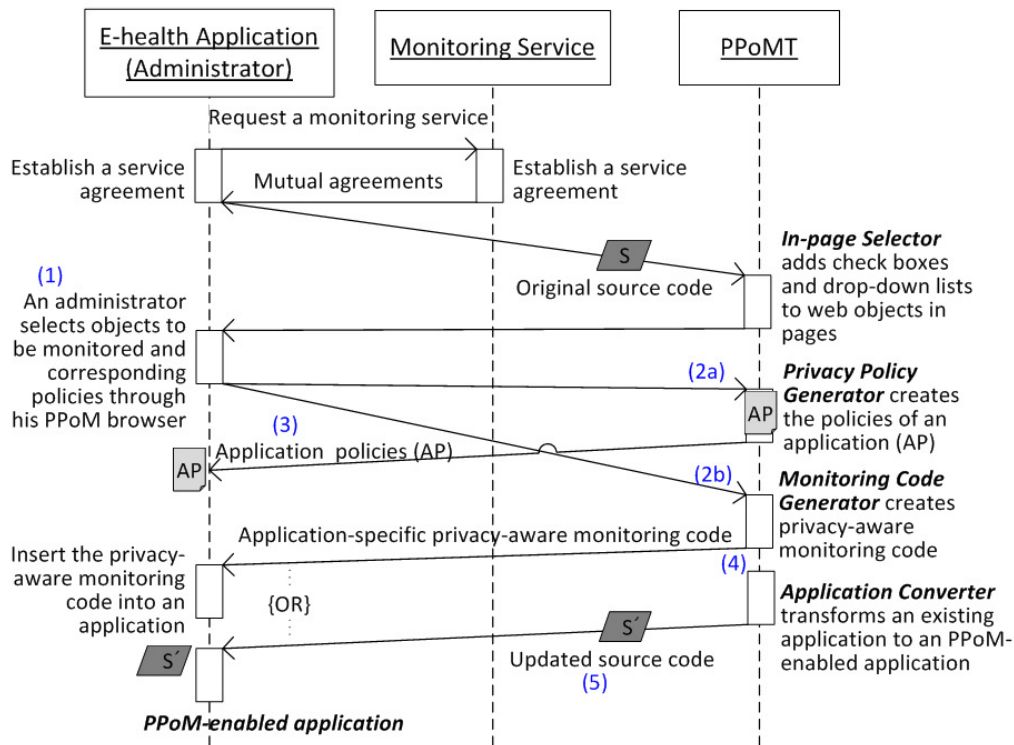 E-health Application
(Administrator)
Monitoring Service
PPoMT
Request a monitoring service
Establish a service
agreement
Mutual agreements
Establish a service
agreement
S
Original source code
In-page Selector
adds check boxes
and drop-down lists
to web objects in
pages
(1)
An administrator
selects objects to
be monitored and
corresponding
policies through
his PPoM browser
(2a)
AP
Privacy Policy
Generator creates
the policies of an
application (AP)
(3)
Application policies (AP)
AP
(2b)
Monitoring Code
Generator creates
privacy-aware
monitoring code
Application-specific privacy-aware monitoring code
(4)
Insert the privacy-
aware monitoring
code into an
application
{OR}
Application Converter
transforms an existing
application to an PPoM-
enabled application
S´
S´
Updated source code
(5)
PPoM-enabled application